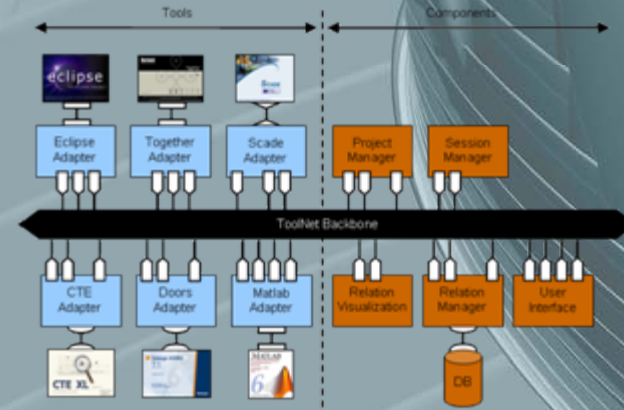 Tools
Components
eclipse
Eclipse
Adapter
Together
Adapter
Scade
Adapter
Project
Manager
Session
Manager
ToolNet Backbone
CTE
Adapter
Doors
Adapter
Matlab
Adapter
Relation
Visualization
Relation
Manager
User
Interface
CTE XL
MATLAB
6
DB